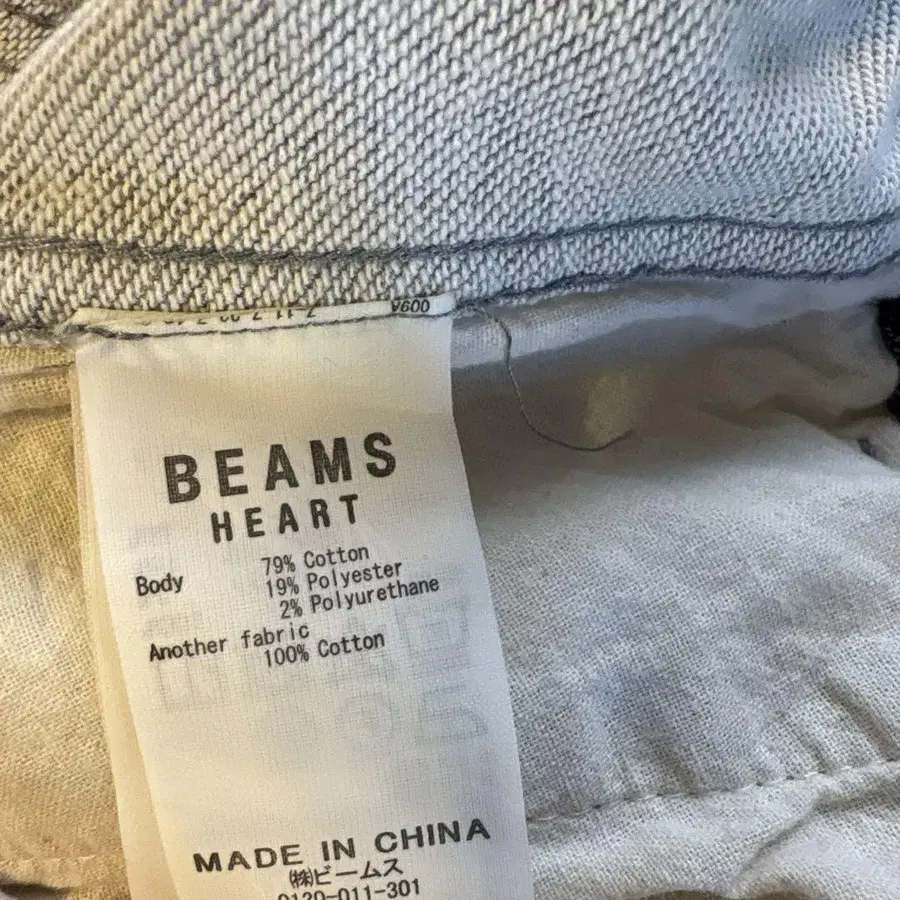 A600
BEAMS
HEART
79% Cotton
Body 19% Polyester
2% Polyurethane
Another fabric
100% Cotton
MADE IN CHINA
㈱ビームス
0120-011-301